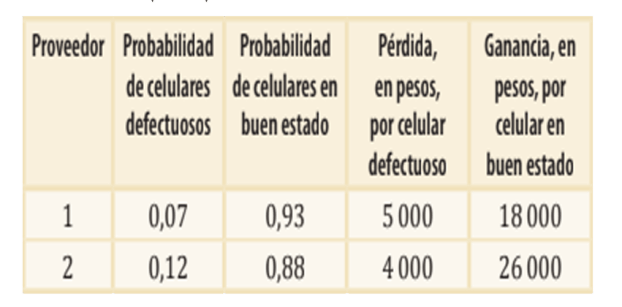 Proveedor Probabilidad Probabilidad Pérdida, Ganancia, en
de celulares de celulares en en pesos, pesos, por
defectuosos buen estado por celular celular en
defectuoso buen estado
1 0,07 0,93 5 000 18 000
2 0,12 0,88 4 000 26 000